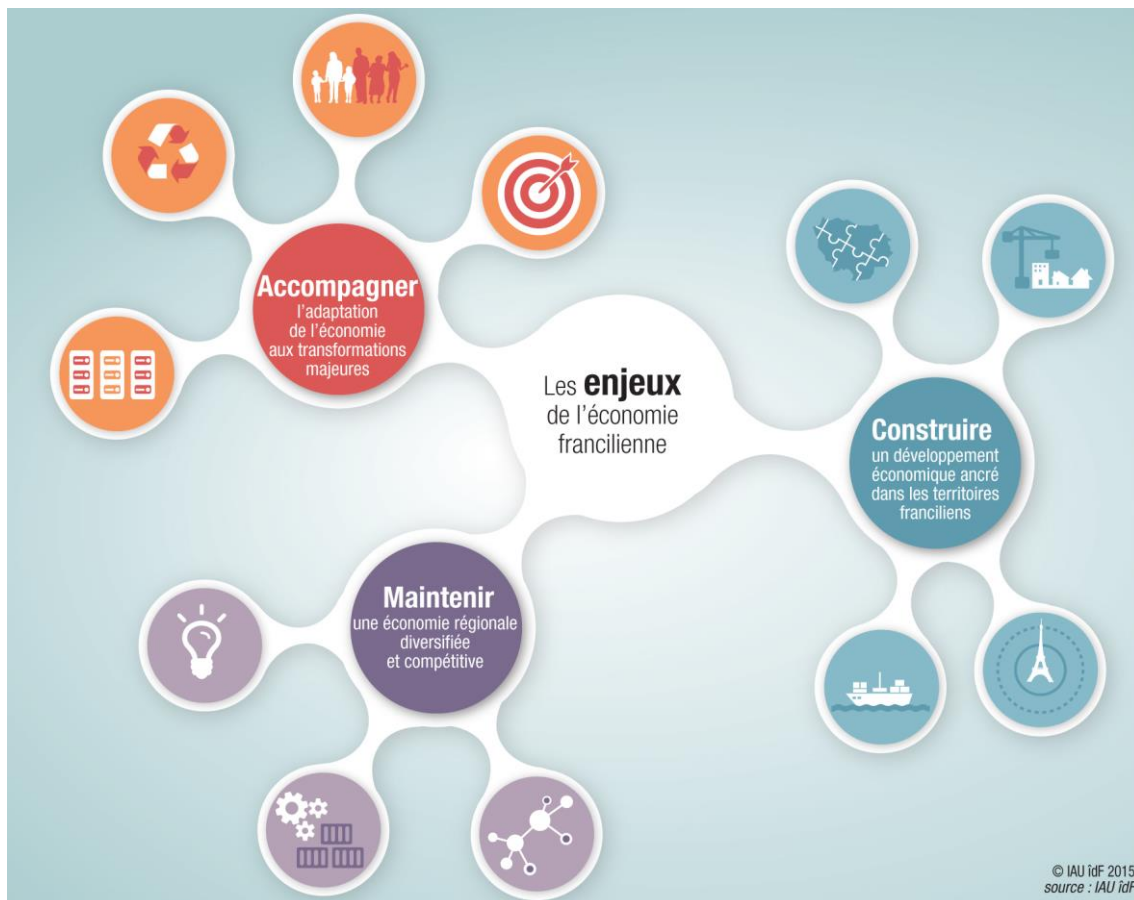 Accompagner
l'adaptation
de l'économie
aux transformations
majeures
Les enjeux
de l'économie
francilienne
Construire
un développement
économique ancré
dans les territoires
franciliens
Maintenir
une économie régionale
diversifiée
et compétitive
© IAU îdF 2015
source : IAU îdF